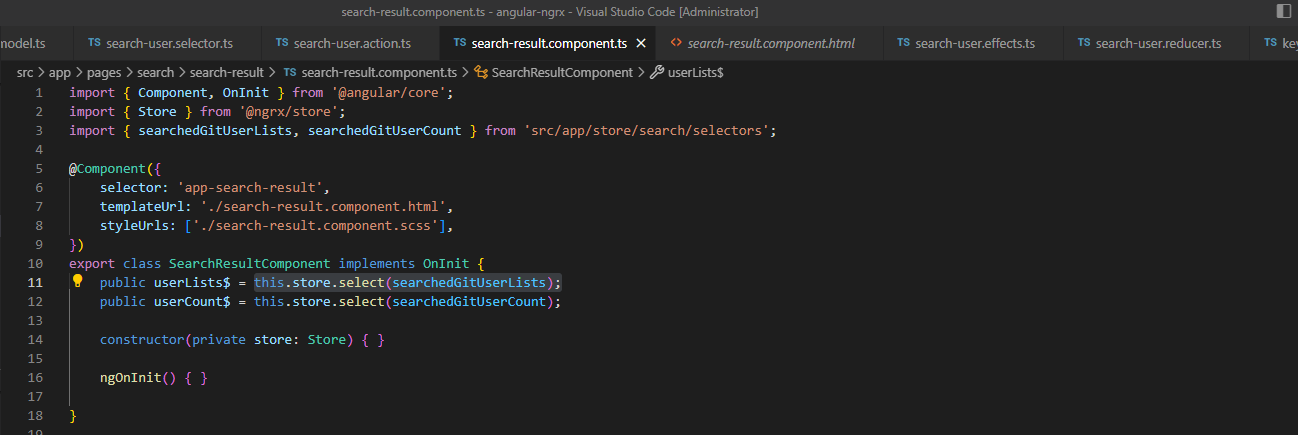 search-result.component.ts - angular-ngrx - Visual Studio Code [Administrator]
model.ts TS search-user.selector.ts TS search-user.action.ts TS search-result.component.ts × <> search-result.component.html TS search-user.effects.ts TS search-user.reducer.ts TS key
src > app > pages > search > search-result > TS search-result.component.ts > SearchResultComponent > userLists$
1 import { Component, OnInit } from '@angular/core';
2 import { Store } from '@ngrx/store';
3 import { searchedGitUserLists, searchedGitUserCount } from 'src/app/store/search/selectors';
4
5 @Component({
6 selector: 'app-search-result',
7 templateUrl: './search-result.component.html',
8 styleUrls: ['./search-result.component.scss'],
9 })
10 export class SearchResultComponent implements OnInit {
11 public userLists$ = this.store.select(searchedGitUserLists);
12 public userCount$ = this.store.select(searchedGitUserCount);
13
14 constructor(private store: Store) { }
15
16 ngOnInit() { }
17
18 }
19